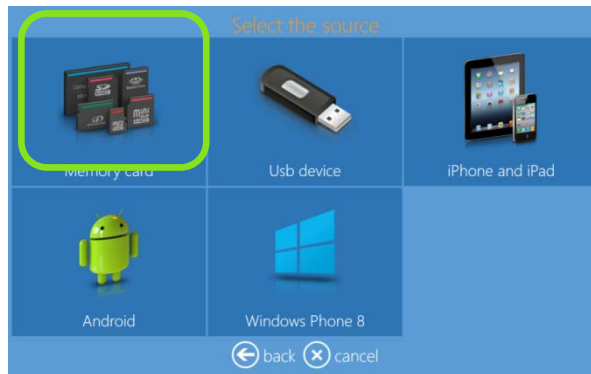 Select the source
Memory card
Usb device
iPhone and iPad
Android
Windows Phone 8
back
cancel